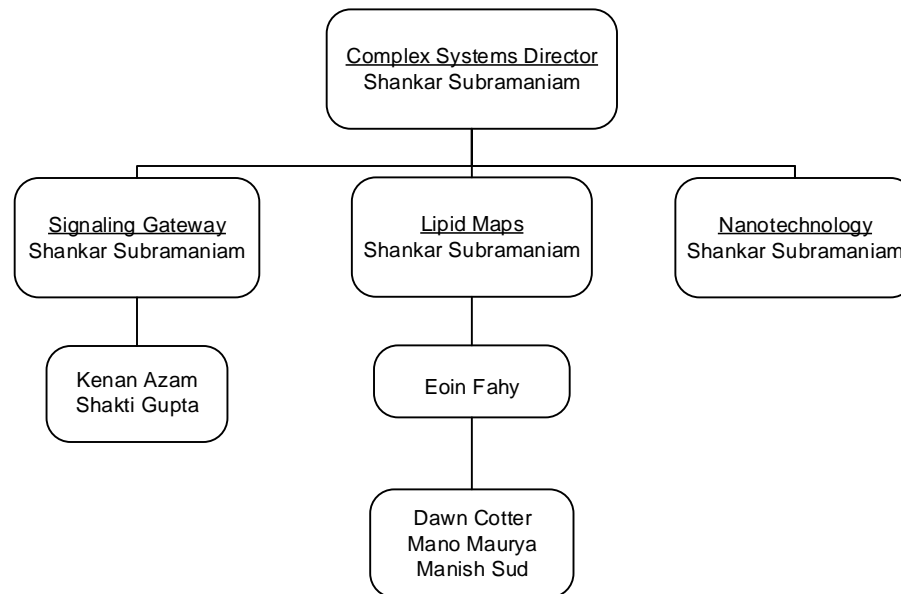 Complex Systems Director
Shankar Subramaniam
Signaling Gateway
Shankar Subramaniam
Lipid Maps
Shankar Subramaniam
Nanotechnology
Shankar Subramaniam
Kenan Azam
Shakti Gupta
Eoin Fahy
Dawn Cotter
Mano Maurya
Manish Sud